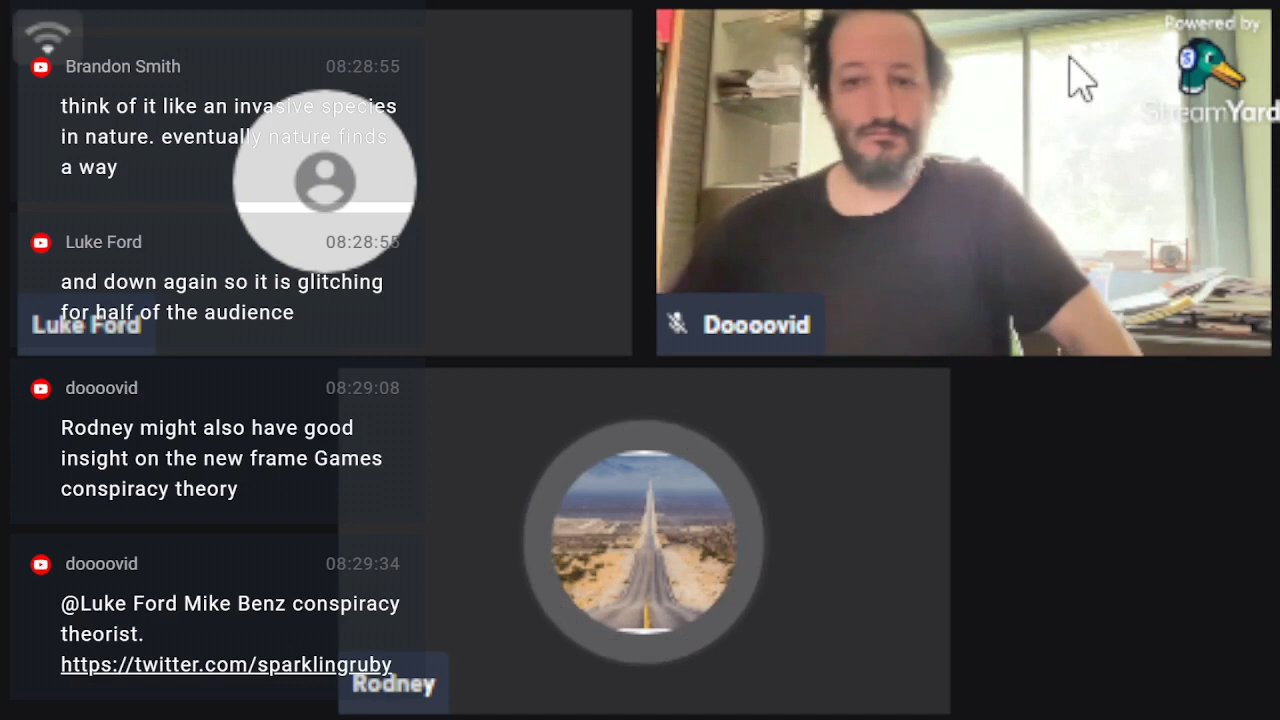 Brandon Smith 08:28:55
think of it like an invasive species
in nature. eventually nature finds
a way
Luke Ford 08:28:55
and down again so it is glitching
for half of the audience
Luke Ford
doooovid 08:29:08
Rodney might also have good
insight on the new frame Games
conspiracy theory
doooovid 08:29:34
@Luke Ford Mike Benz conspiracy
theorist.
https://twitter.com/sparklingruby
Powered by
StreamYard
Doooovid
Rodney